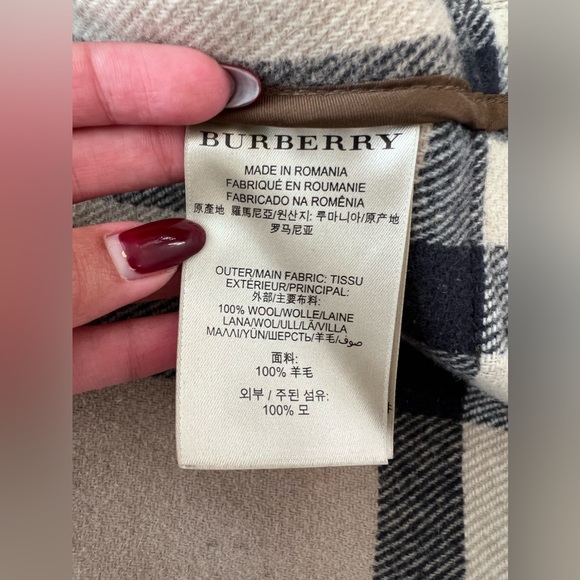 BURBERRY
MADE IN ROMANIA
FABRIQUÉ EN ROUMANIE
FABRICADO NA ROMÊNIA
原產地 羅馬尼亞/원산지: 루마니아/原产地
罗马尼亚
OUTER/MAIN FABRIC: TISSU
EXTÉRIEUR/PRINCIPAL:
外部/主要布料:
100% WOOL/WOLLE/LAINE
LANA/WOL/ULL/LÃ/VILLA
ΜΑΛΛΙ/YÜN/ШЕРСТЬ/羊毛/صوف
面料:
100% 羊毛
외부 / 주된 섬유:
100% 모